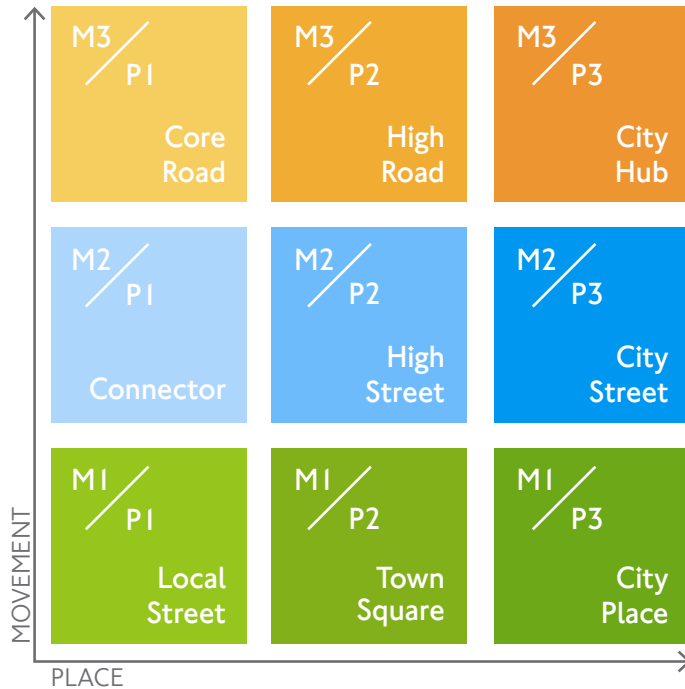 M3
P1
Core
Road
M3
P2
High
Road
M3
P3
City
Hub
M2
P1
Connector
M2
P2
High
Street
M2
P3
City
Street
M1
P1
Local
Street
M1
P2
Town
Square
M1
P3
City
Place
MOVEMENT
PLACE